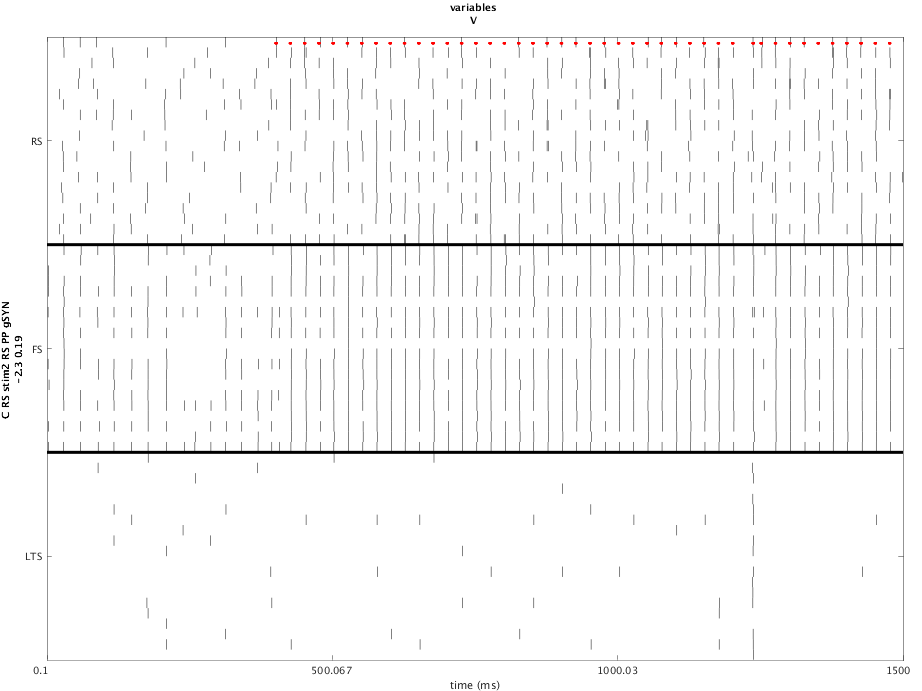 variables
V
RS
FS
LTS
C RS stim2 RS PP gSYN
-2.3 0.19
0.1
500.067
1000.03
1500
time (ms)